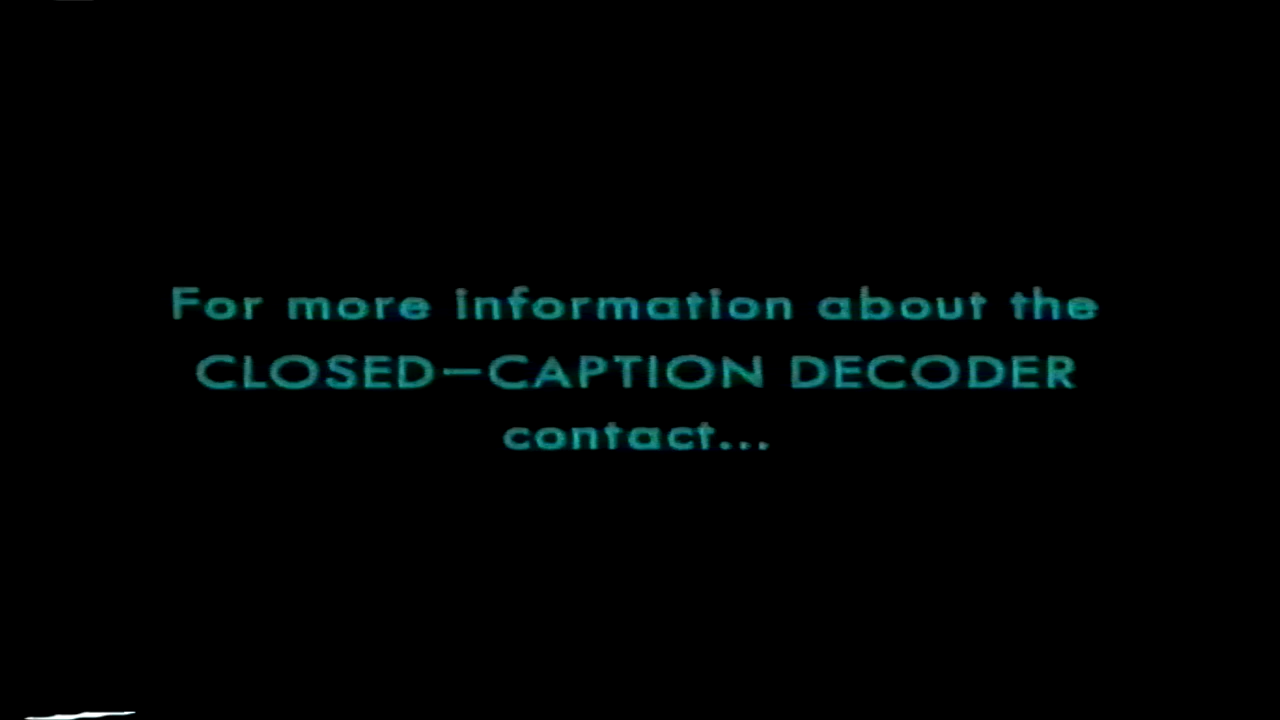 For more information about the
CLOSED-CAPTION DECODER
contact...